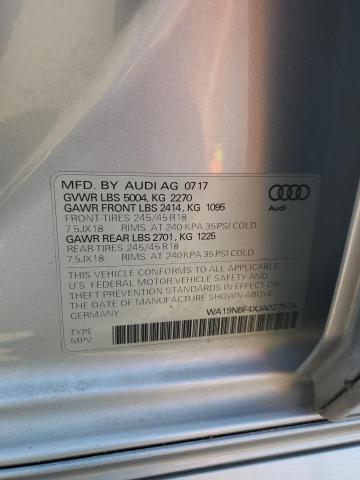 MFD. BY AUDI AG 07 17
GVWR LBS 5004, KG 2270
GAWR FRONT LBS 2414, KG 1095
FRONT-TIRES 245/45 R18
7,5JX18 RIMS AT 240 KPA 35 PSI COLD
GAWR REAR LBS 2701, KG 1225
REAR-TIRES 245/45 R18
7,5JX18 RIMS AT 240 KPA 35 PSI COLD
THIS VEHICLE CONFORMS TO ALL APPLICABLE
U.S FEDERAL MOTOR VEHICLE SAFETY AND
THEFT PREVENTION STANDARDS IN EFFECT ON
THE DATE OF MANUFACTURE SHOWN ABOVE
GERMANY
TYPE
MPV